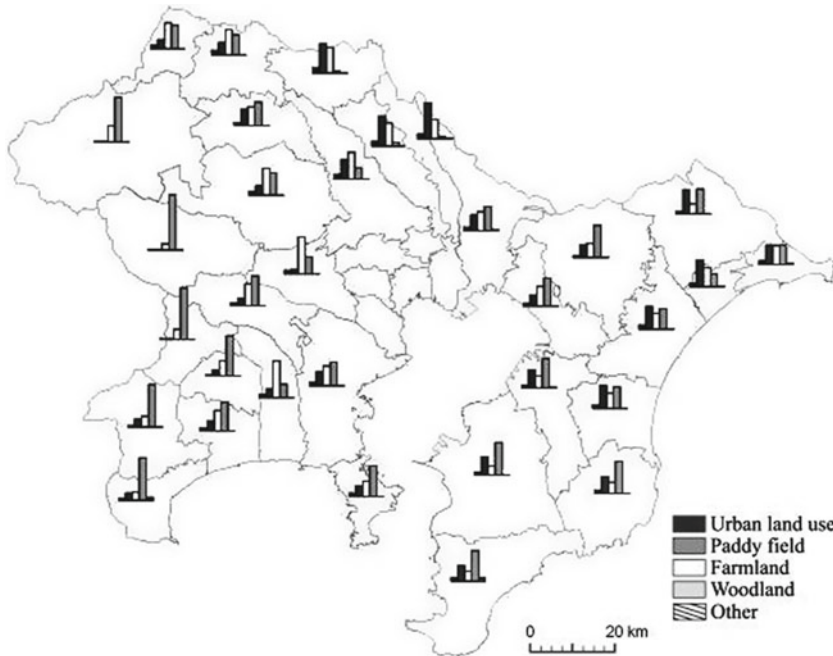 Urban land use
Paddy field
Farmland
Woodland
Other
0 20 km